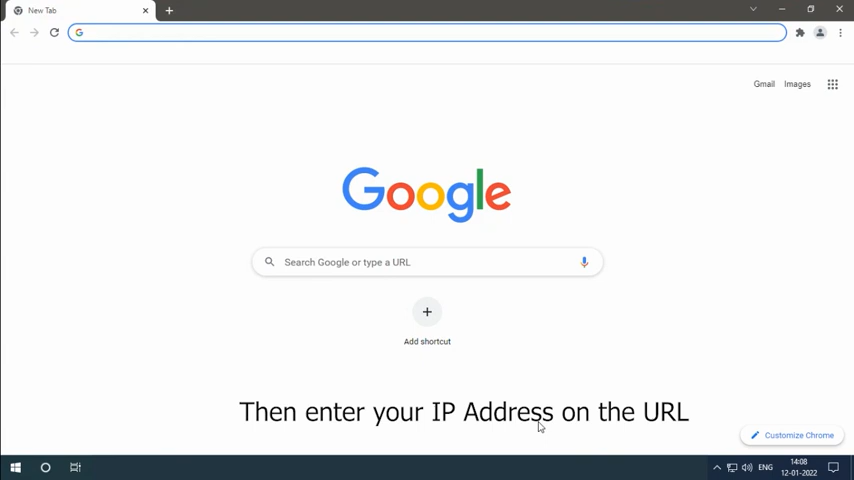 New Tab
Gmail Images
Google
Search Google or type a URL
Add shortcut
Then enter your IP Address on the URL
Customize Chrome
ENG
14:08
12-01-2022